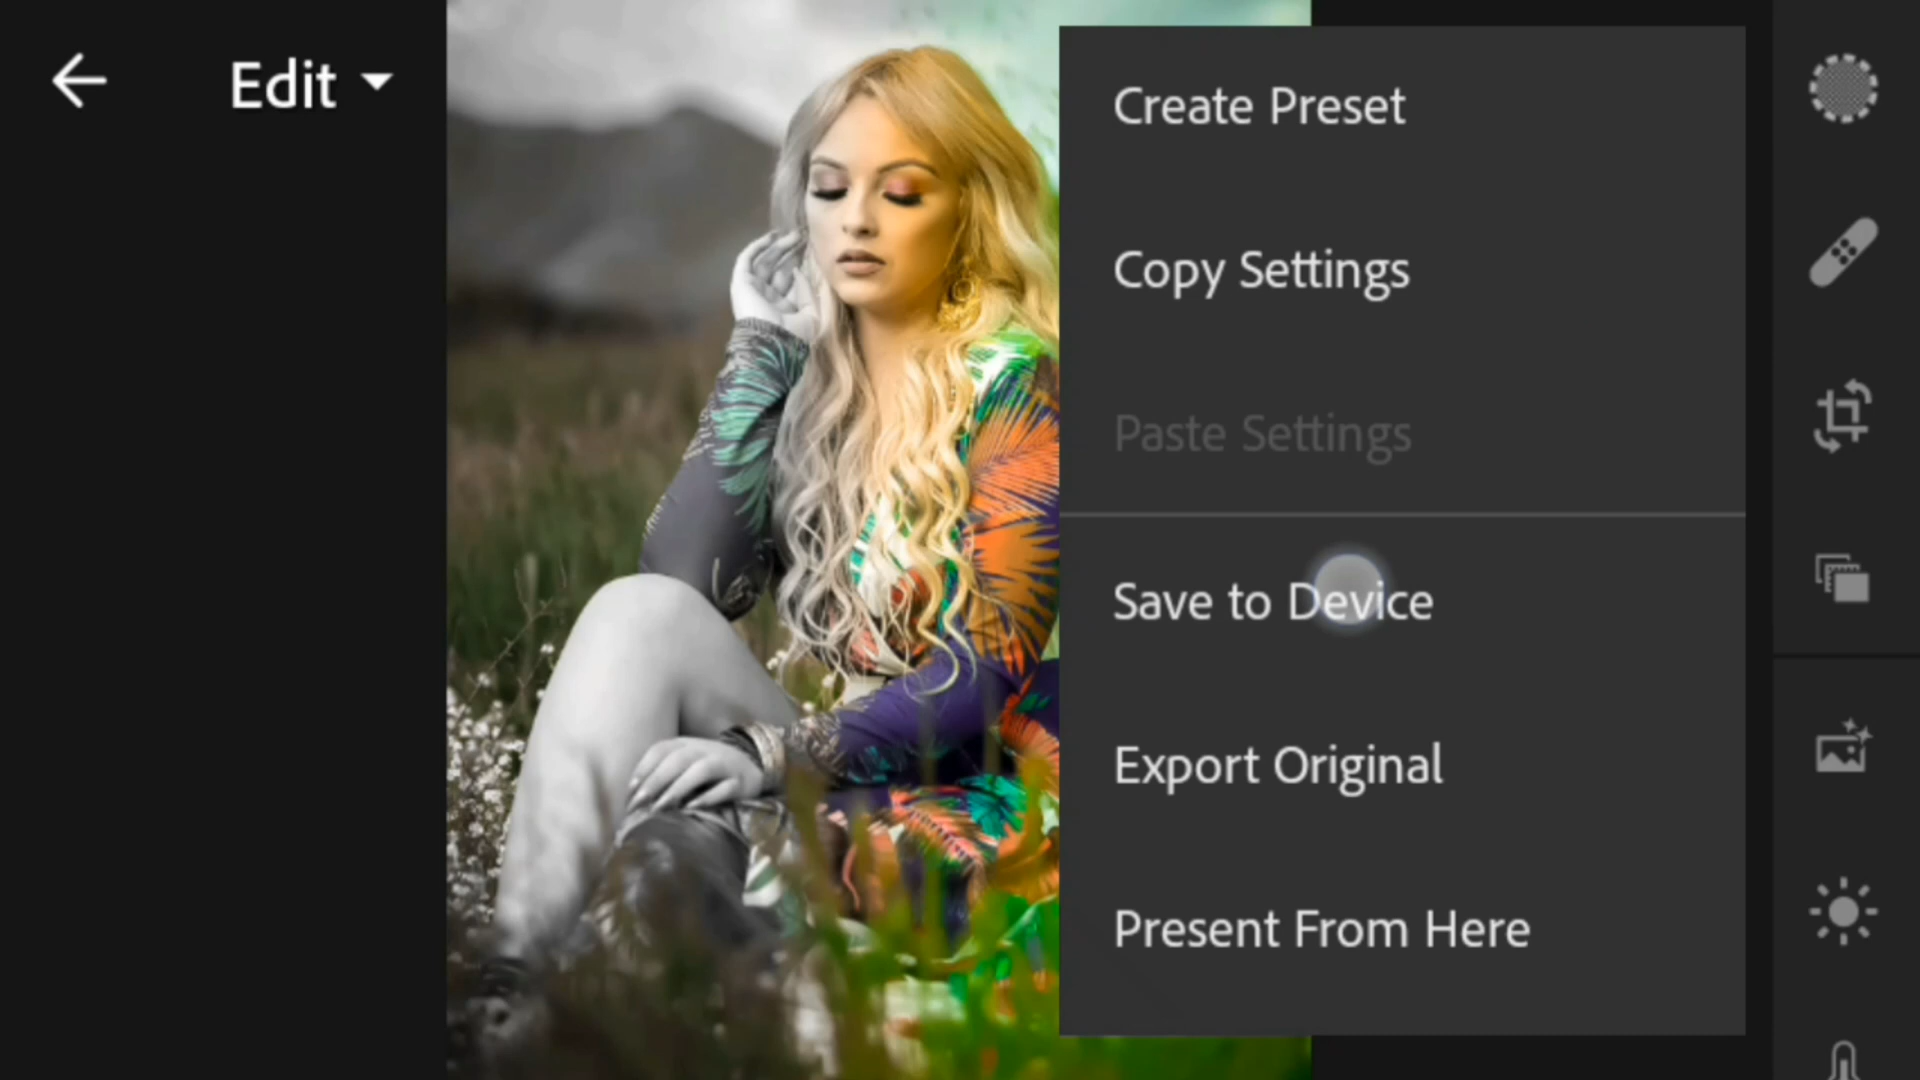 Edit
Create Preset
Copy Settings
Paste Settings
Save to Device
Export Original
Present From Here